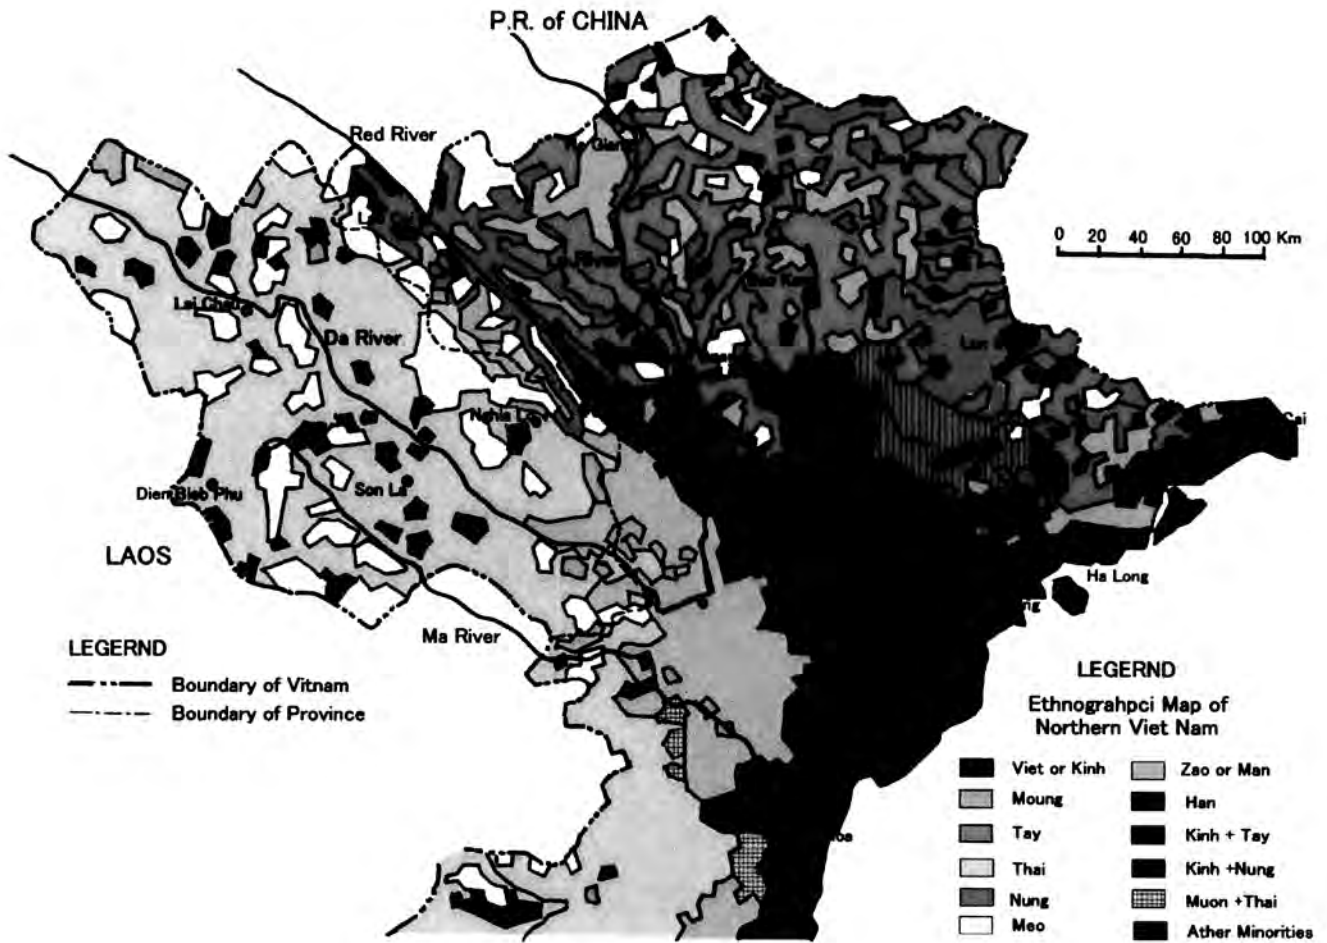 P.R. of CHINA
Red River
0 20 40 60 80 100 Km
Lai Chau
Da River
Nghia Lo
Dien Bieb Phu
Son La
LAOS
Ha Long
Ma River
LEGERND
Boundary of Vitnam
Boundary of Province
LEGERND
Ethnograhpci Map of
Northern Viet Nam
Viet or Kinh
Moung
Tay
Thai
Nung
Meo
Zao or Man
Han
Kinh + Tay
Kinh +Nung
Muon +Thai
Ather Minorities